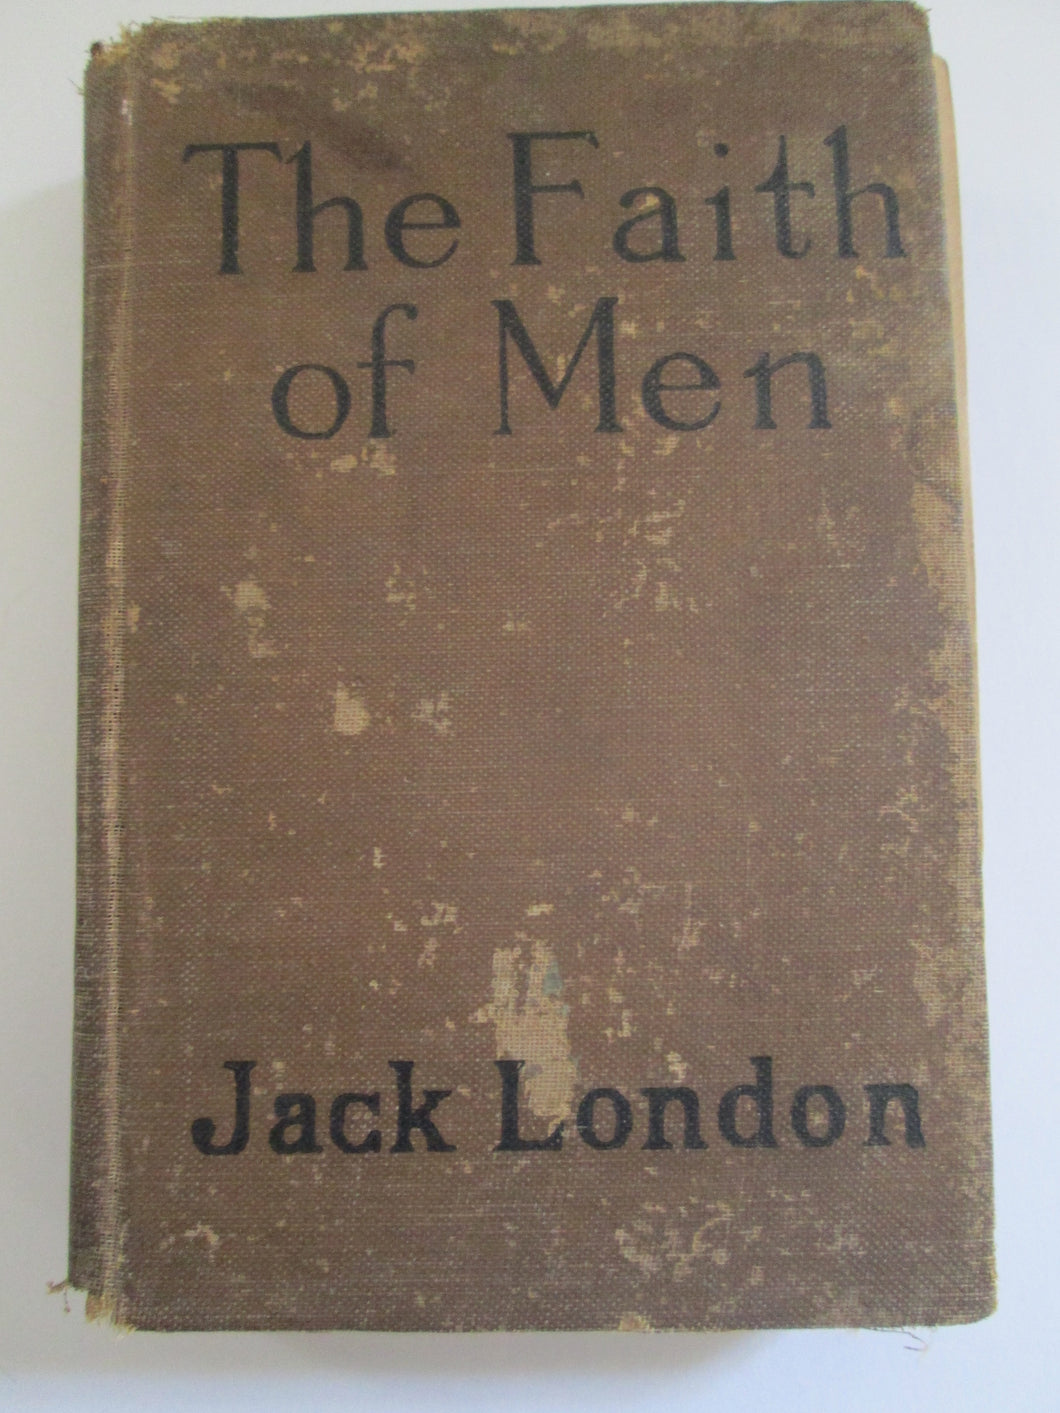 The Faith
of Men
Jack London